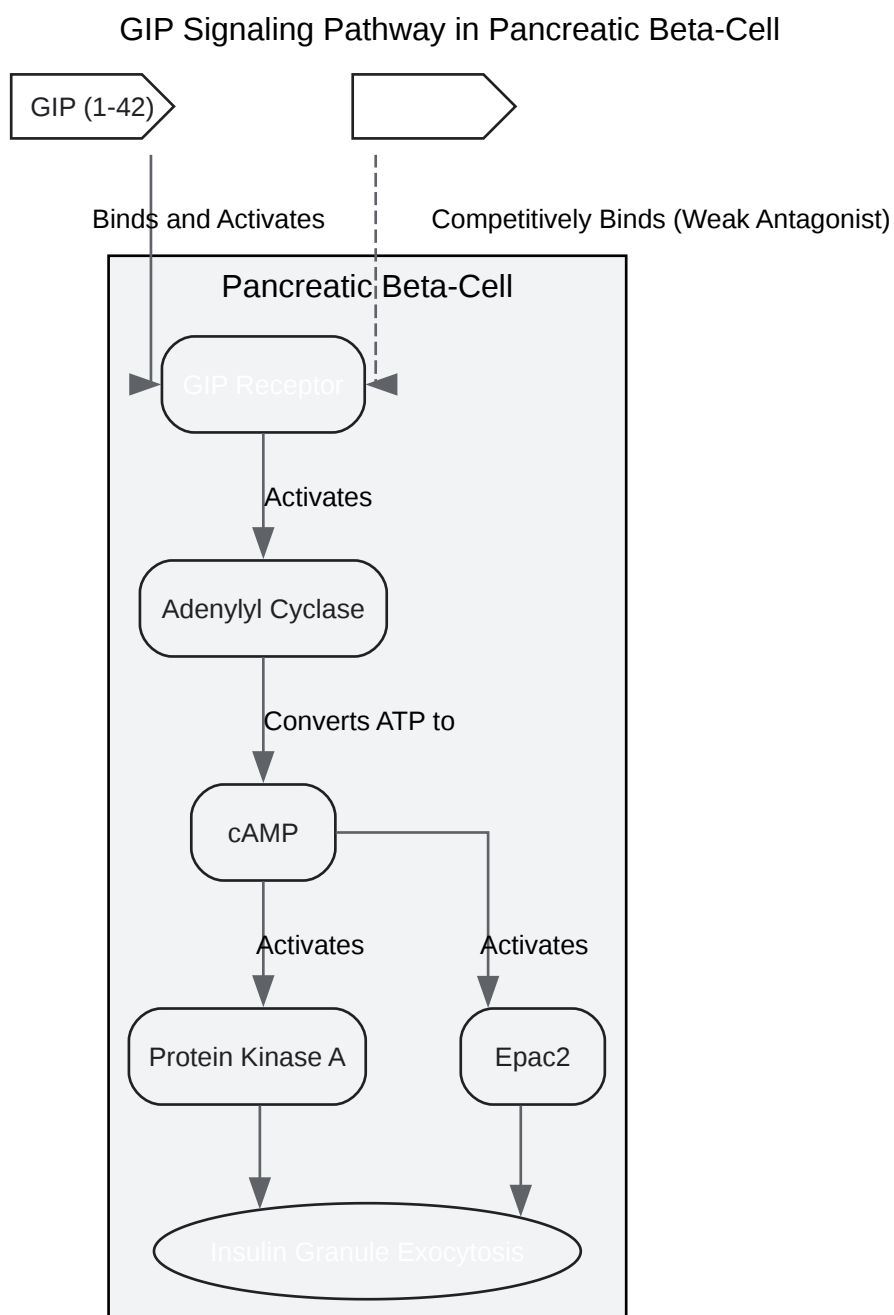 GIP Signaling Pathway in Pancreatic Beta-Cell
GIP (1-42)
Binds and Activates
Competitively Binds (Weak Antagonist)
Pancreatic Beta-Cell
GIP Receptor
Activates
Adenylyl Cyclase
Converts ATP to
cAMP
Activates
Activates
Protein Kinase A
Epac2
Insulin Granule Exocytosis